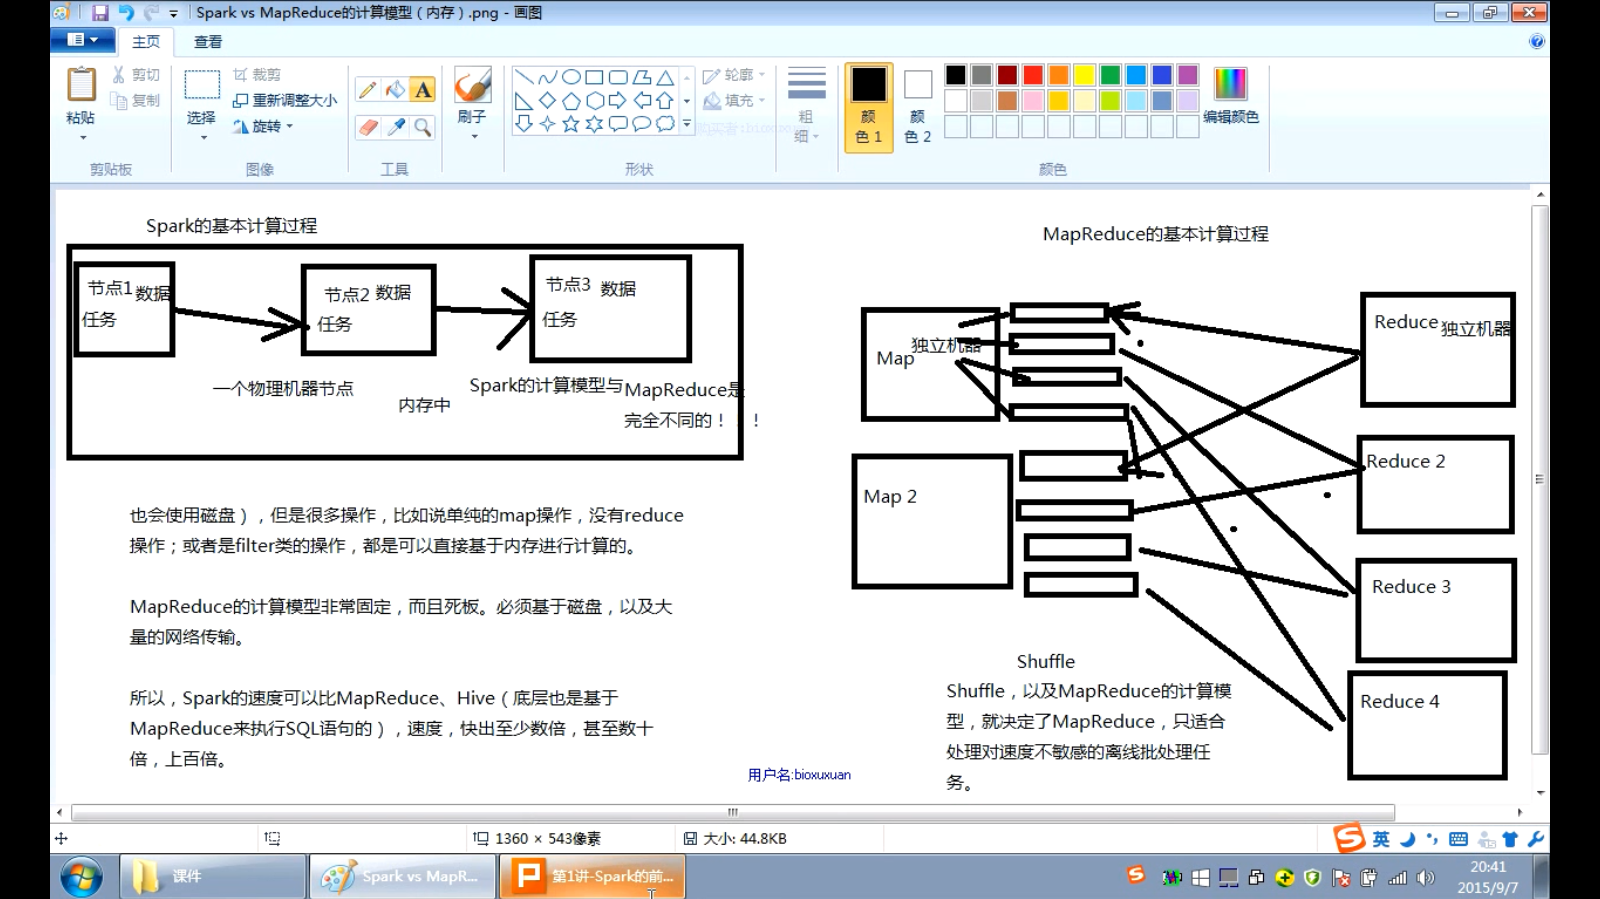 Spark vs MapReduce的计算模型（内存）.png - 画图
主页
查看
粘贴
剪切
复制
剪贴板
选择
裁剪
重新调整大小
旋转
图像
A
工具
刷子
轮廓
填充
形状
粗
细
颜
色 1
颜
色 2
编辑颜色
颜色
Spark的基本计算过程
节点1 数据
任务
节点2 数据
任务
节点3 数据
任务
一个物理机器节点
内存中
Spark的计算模型与MapReduce是
完全不同的！！！
也会使用磁盘），但是很多操作，比如说单纯的map操作，没有reduce
操作；或者是filter类的操作，都是可以直接基于内存进行计算的。
MapReduce的计算模型非常固定，而且死板。必须基于磁盘，以及大
量的网络传输。
所以，Spark的速度可以比MapReduce、Hive（底层也是基于
MapReduce来执行SQL语句的），速度，快出至少数倍，甚至数十
倍，上百倍。
MapReduce的基本计算过程
独立机器
Map
Map 2
Reduce 独立机器
Reduce 2
Reduce 3
Reduce 4
Shuffle
Shuffle，以及MapReduce的计算模
型，就决定了MapReduce，只适合
处理对速度不敏感的离线批处理任
务。
用户名:bioxuxuan
1360 × 543像素
大小: 44.8KB
英
课件
Spark vs MapR...
第1讲-Spark的前...
20:41
2015/9/7